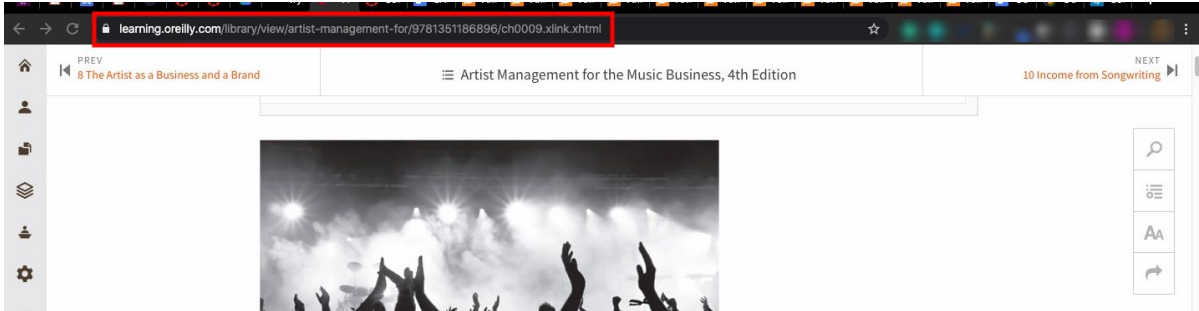 learning.oreilly.com/library/view/artist-management-for/9781351186896/ch0009.xlink.xhtml
PREV
8 The Artist as a Business and a Brand
Artist Management for the Music Business, 4th Edition
NEXT
10 Income from Songwriting
AA